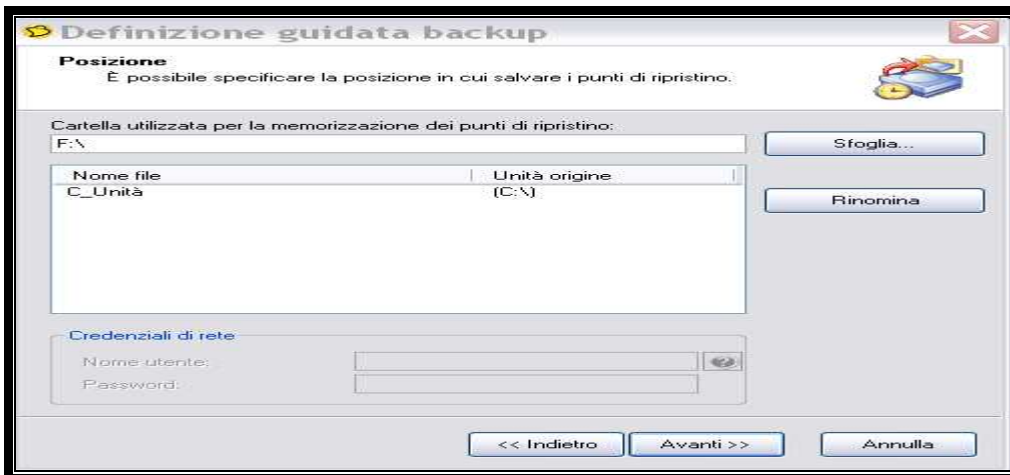 Definizione guidata backup
Posizione
È possibile specificare la posizione in cui salvare i punti di ripristino.
Cartella utilizzata per la memorizzazione dei punti di ripristino:
F:\
Sfoglia...
Nome file Unità origine
C_Unità (C:\)
Rinomina
Credenziali di rete
Nome utente:
Password:
<< Indietro Avanti >> Annulla